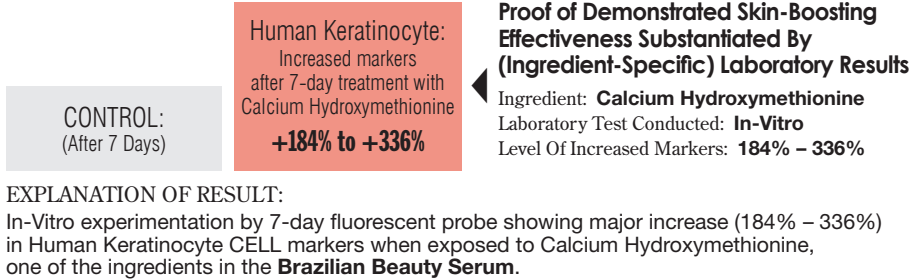 CONTROL:
(After 7 Days)
Human Keratinocyte:
Increased markers
after 7-day treatment with
Calcium Hydroxymethionine
+184% to +336%
Proof of Demonstrated Skin-Boosting
Effectiveness Substantiated By
(Ingredient-Specific) Laboratory Results
Ingredient: Calcium Hydroxymethionine
Laboratory Test Conducted: In-Vitro
Level Of Increased Markers: 184% – 336%
EXPLANATION OF RESULT:
In-Vitro experimentation by 7-day fluorescent probe showing major increase (184% – 336%)
in Human Keratinocyte CELL markers when exposed to Calcium Hydroxymethionine,
one of the ingredients in the Brazilian Beauty Serum.